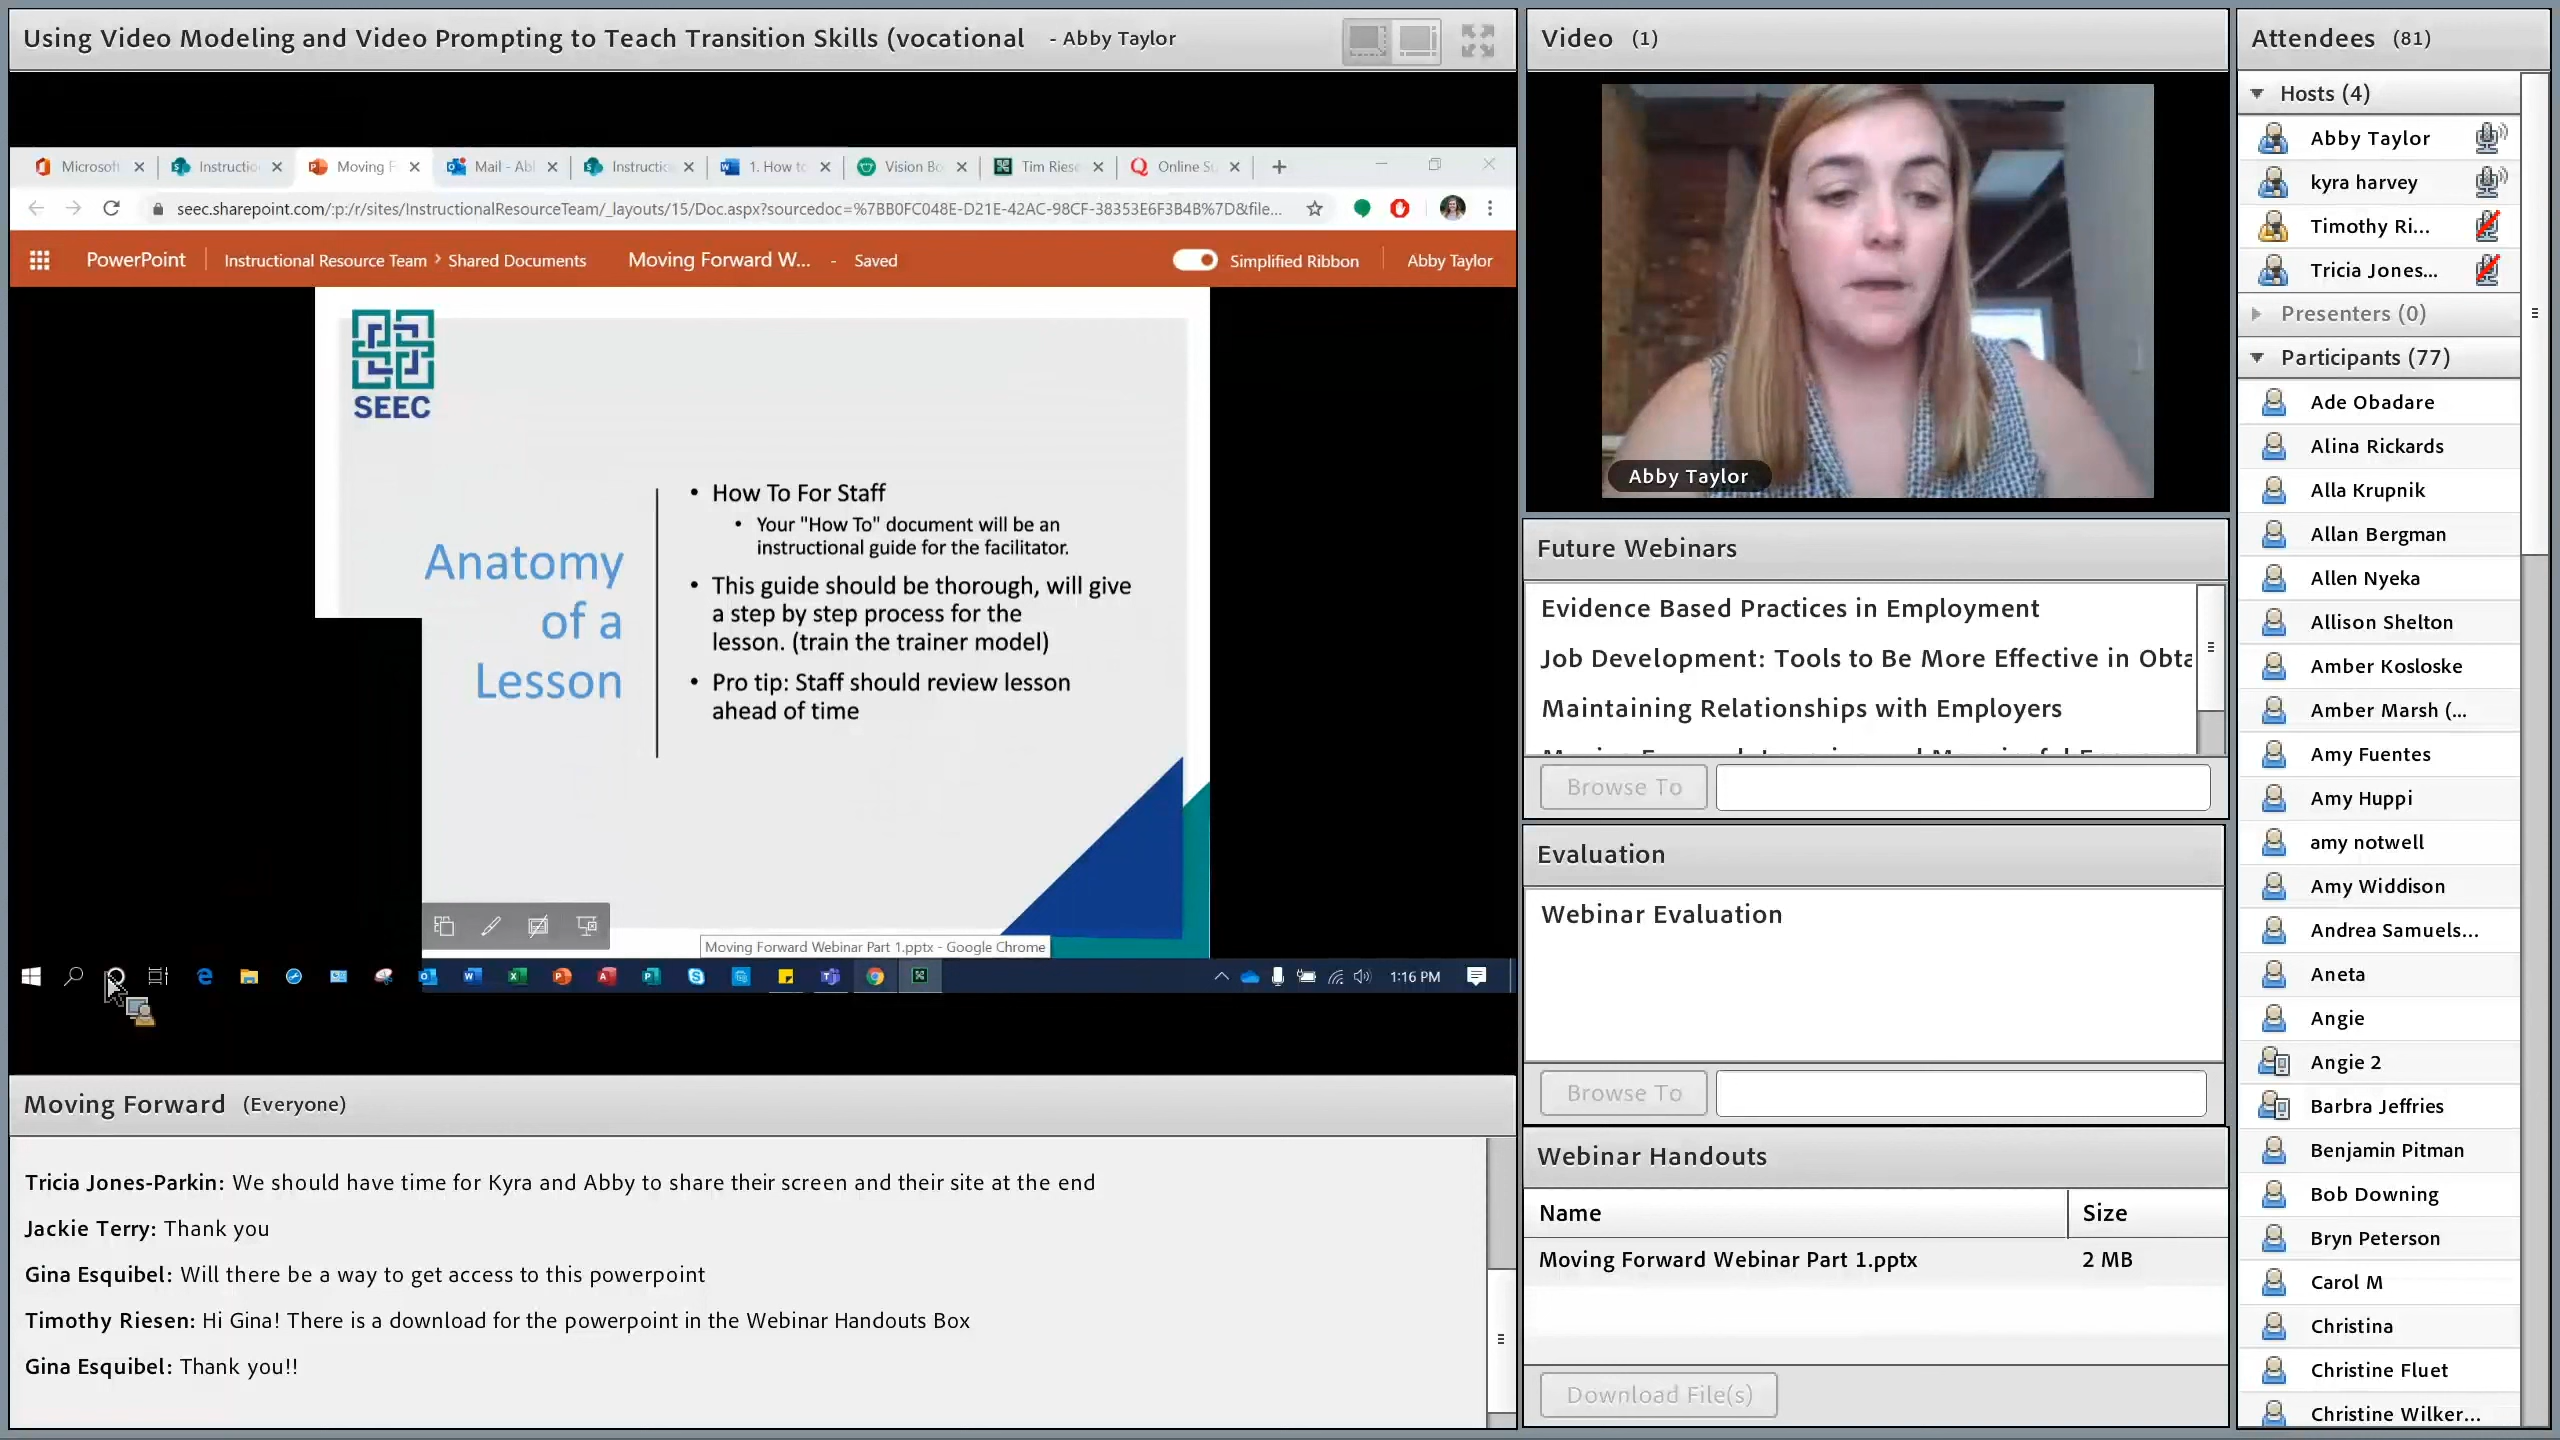 Using Video Modeling and Video Prompting to Teach Transition Skills (vocational - Abby Taylor
Microsoft
Instructio
Moving F
Mail - Ab
Instructic
1. How to
Vision Bo
Tim Riese
Online Su
seec.sharepoint.com/:p:/r/sites/InstructionalResourceTeam/_layouts/15/Doc.aspx?sourcedoc=%7BB0FC048E-D21E-42AC-98CF-38353E6F3B4B%7D&file...
PowerPoint
Instructional Resource Team > Shared Documents
Moving Forward W... - Saved
Simplified Ribbon
Abby Taylor
SEEC
Anatomy
of a
Lesson
• How To For Staff
• Your "How To" document will be an
instructional guide for the facilitator.
• This guide should be thorough, will give
a step by step process for the
lesson. (train the trainer model)
• Pro tip: Staff should review lesson
ahead of time
Moving Forward Webinar Part 1.pptx - Google Chrome
1:16 PM
Moving Forward (Everyone)
Tricia Jones-Parkin: We should have time for Kyra and Abby to share their screen and their site at the end
Jackie Terry: Thank you
Gina Esquibel: Will there be a way to get access to this powerpoint
Timothy Riesen: Hi Gina! There is a download for the powerpoint in the Webinar Handouts Box
Gina Esquibel: Thank you!!
Video (1)
Abby Taylor
Future Webinars
Evidence Based Practices in Employment
Job Development: Tools to Be More Effective in Obta
Maintaining Relationships with Employers
Browse To
Evaluation
Webinar Evaluation
Browse To
Webinar Handouts
Name Size
Moving Forward Webinar Part 1.pptx 2 MB
Download File(s)
Attendees (81)
Hosts (4)
Abby Taylor
kyra harvey
Timothy Ri...
Tricia Jones...
Presenters (0)
Participants (77)
Ade Obadare
Alina Rickards
Alla Krupnik
Allan Bergman
Allen Nyeka
Allison Shelton
Amber Kosloske
Amber Marsh (...
Amy Fuentes
Amy Huppi
amy notwell
Amy Widdison
Andrea Samuels...
Aneta
Angie
Angie 2
Barbra Jeffries
Benjamin Pitman
Bob Downing
Bryn Peterson
Carol M
Christina
Christine Fluet
Christine Wilker...